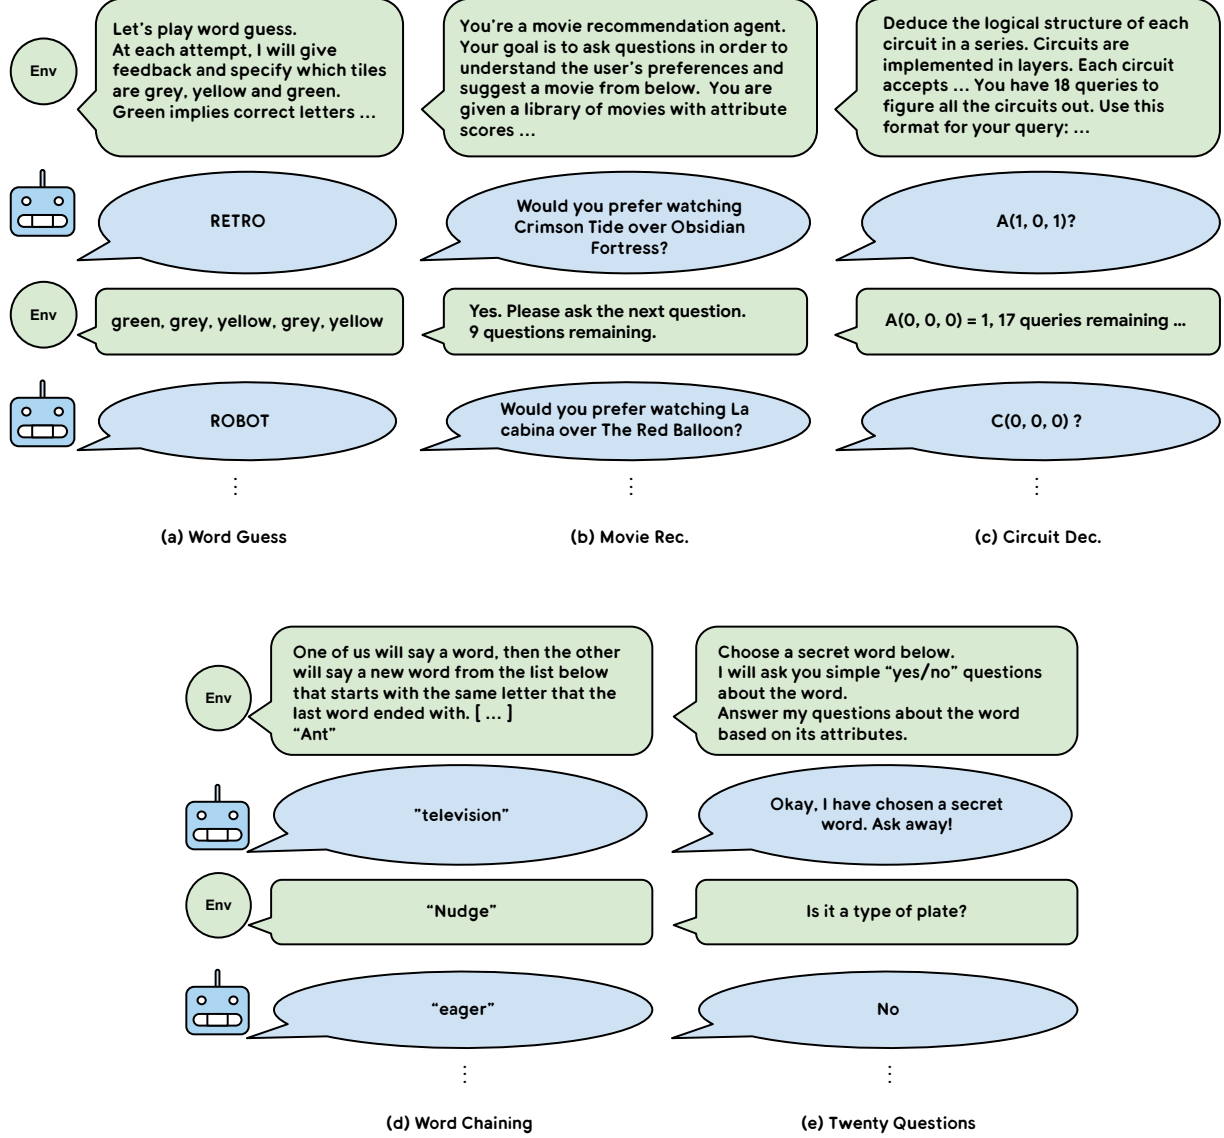 Env
Let's play word guess.
At each attempt, I will give
feedback and specify which tiles
are grey, yellow and green.
Green implies correct letters ...
You're a movie recommendation agent.
Your goal is to ask questions in order to
understand the user's preferences and
suggest a movie from below. You are
given a library of movies with attribute
scores ...
Deduce the logical structure of each
circuit in a series. Circuits are
implemented in layers. Each circuit
accepts ... You have 18 queries to
figure all the circuits out. Use this
format for your query: ...
RETRO
Would you prefer watching
Crimson Tide over Obsidian
Fortress?
A(1, 0, 1)?
Env
green, grey, yellow, grey, yellow
Yes. Please ask the next question.
9 questions remaining.
A(0, 0, 0) = 1, 17 queries remaining ...
ROBOT
Would you prefer watching La
cabina over The Red Balloon?
C(0, 0, 0) ?
(a) Word Guess
(b) Movie Rec.
(c) Circuit Dec.
Env
One of us will say a word, then the other
will say a new word from the list below
that starts with the same letter that the
last word ended with. [ ... ]
“Ant”
Choose a secret word below.
I will ask you simple “yes/no” questions
about the word.
Answer my questions about the word
based on its attributes.
”television”
Okay, I have chosen a secret
word. Ask away!
Env
“Nudge”
Is it a type of plate?
“eager”
No
(d) Word Chaining
(e) Twenty Questions